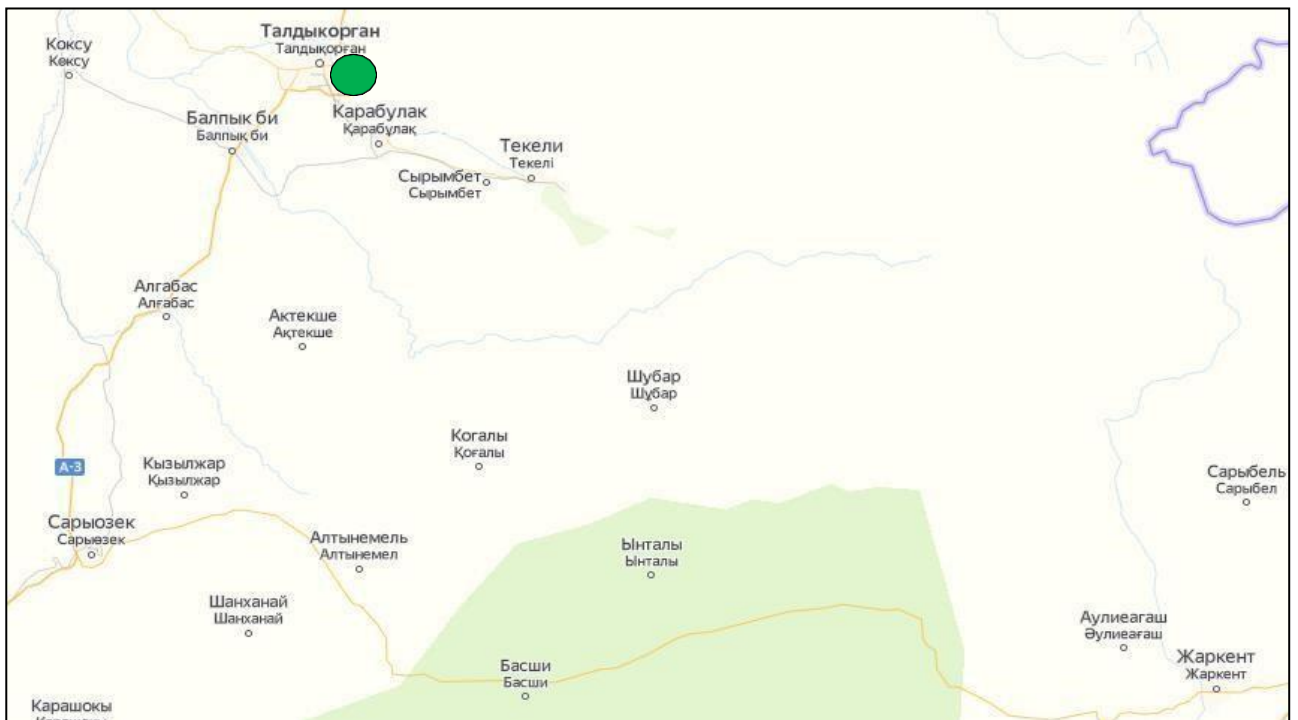 Талдыкорган
Талдықорған
Коксу
Көксу
Балпык би
Балпық би
Карабулак
Қарабұлақ
Текели
Текелі
Сырымбет
Сырымбет
Алгабас
Алғабас
Актекше
Ақтекше
Шубар
Шұбар
Когалы
Қоғалы
А-3
Кызылжар
Қызылжар
Сарыбель
Сарыбел
Сарыозек
Сарыөзек
Алтынемель
Алтынемел
Ынталы
Ынталы
Шанханай
Шанханай
Аулиеагаш
Әулиеағаш
Басши
Басши
Жаркент
Жаркент
Карашокы